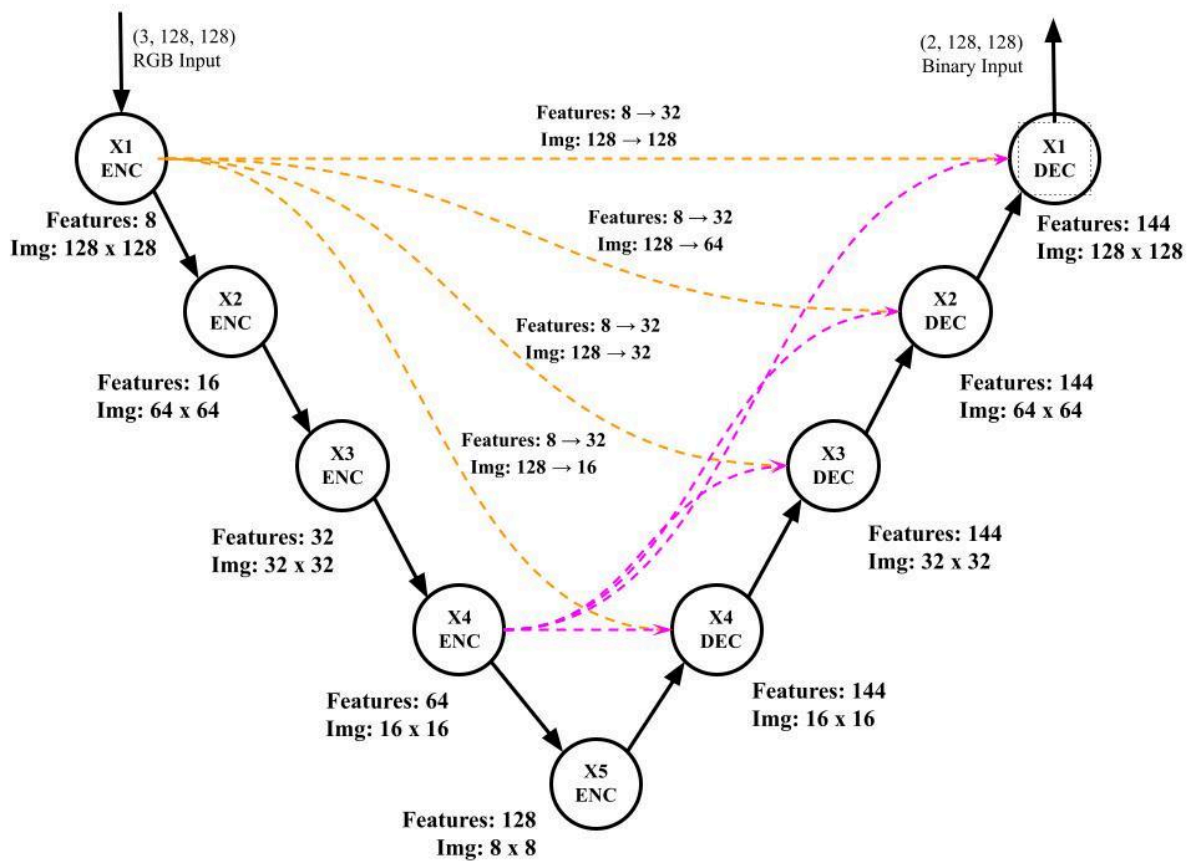 (3, 128, 128)
RGB Input
(2, 128, 128)
Binary Input
X1
ENC
Features: 8 → 32
Img: 128 → 128
X1
DEC
Features: 8
Img: 128 x 128
Features: 8 → 32
Img: 128 → 64
Features: 144
Img: 128 x 128
X2
ENC
X2
DEC
Features: 8 → 32
Img: 128 → 32
Features: 16
Img: 64 x 64
Features: 144
Img: 64 x 64
X3
ENC
Features: 8 → 32
Img: 128 → 16
X3
DEC
Features: 32
Img: 32 x 32
Features: 144
Img: 32 x 32
X4
ENC
X4
DEC
Features: 64
Img: 16 x 16
Features: 144
Img: 16 x 16
X5
ENC
Features: 128
Img: 8 x 8